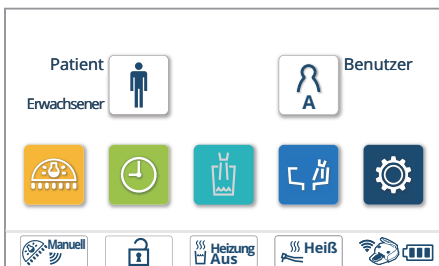 Patient
Benutzer
Erwachsener
A
Manuell
Heizung
Aus
Heiß